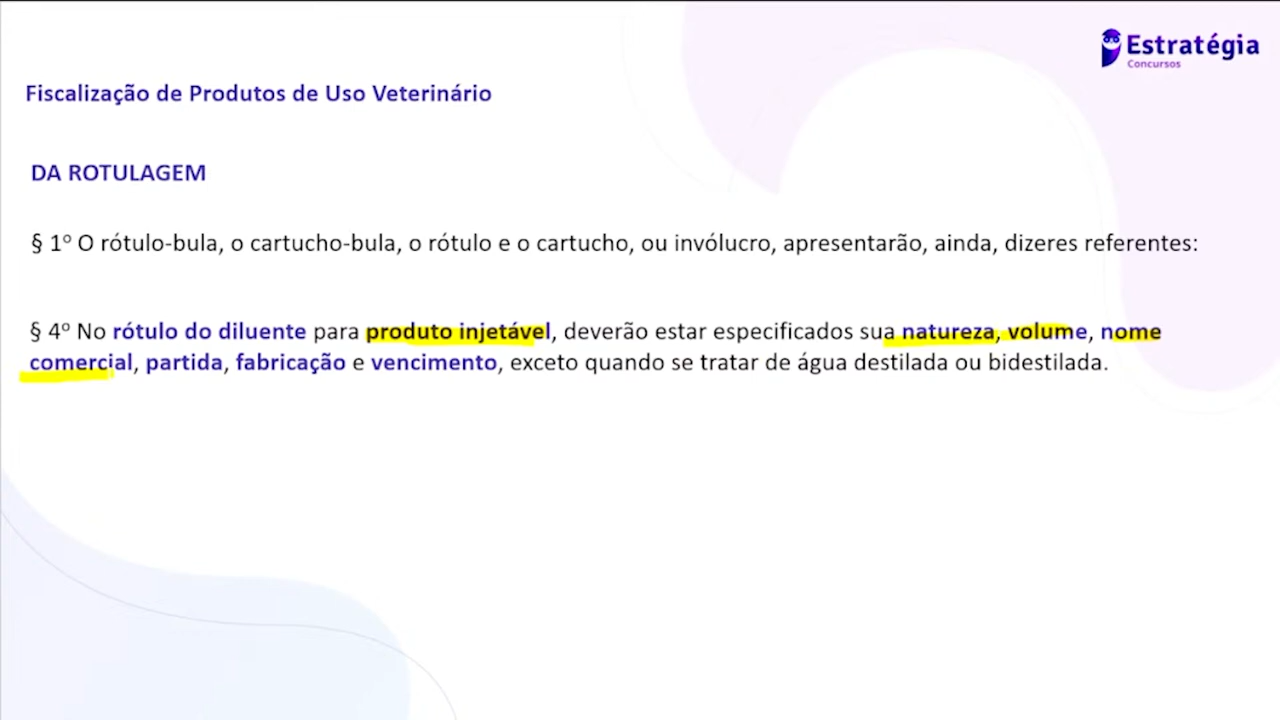 Estratégia
Concursos
Fiscalização de Produtos de Uso Veterinário
DA ROTULAGEM
§ 1º O rótulo-bula, o cartucho-bula, o rótulo e o cartucho, ou invólucro, apresentarão, ainda, dizeres referentes:
§ 4º No rótulo do diluente para produto injetável, deverão estar especificados sua natureza, volume, nome
comercial, partida, fabricação e vencimento, exceto quando se tratar de água destilada ou bidestilada.